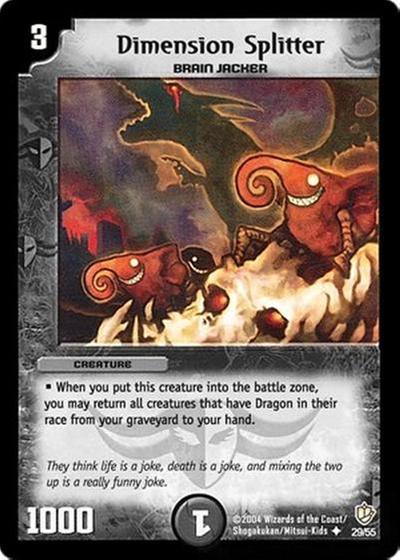 3
Dimension Splitter
BRAIN JACKER
CREATURE
▪ When you put this creature into the battle zone,
you may return all creatures that have Dragon in their
race from your graveyard to your hand.
They think life is a joke, death is a joke, and mixing the two
up is a really funny joke.
1000
1
©2004 Wizards of the Coast/
Shogakukan/Mitsui-Kids ✦ 29/55